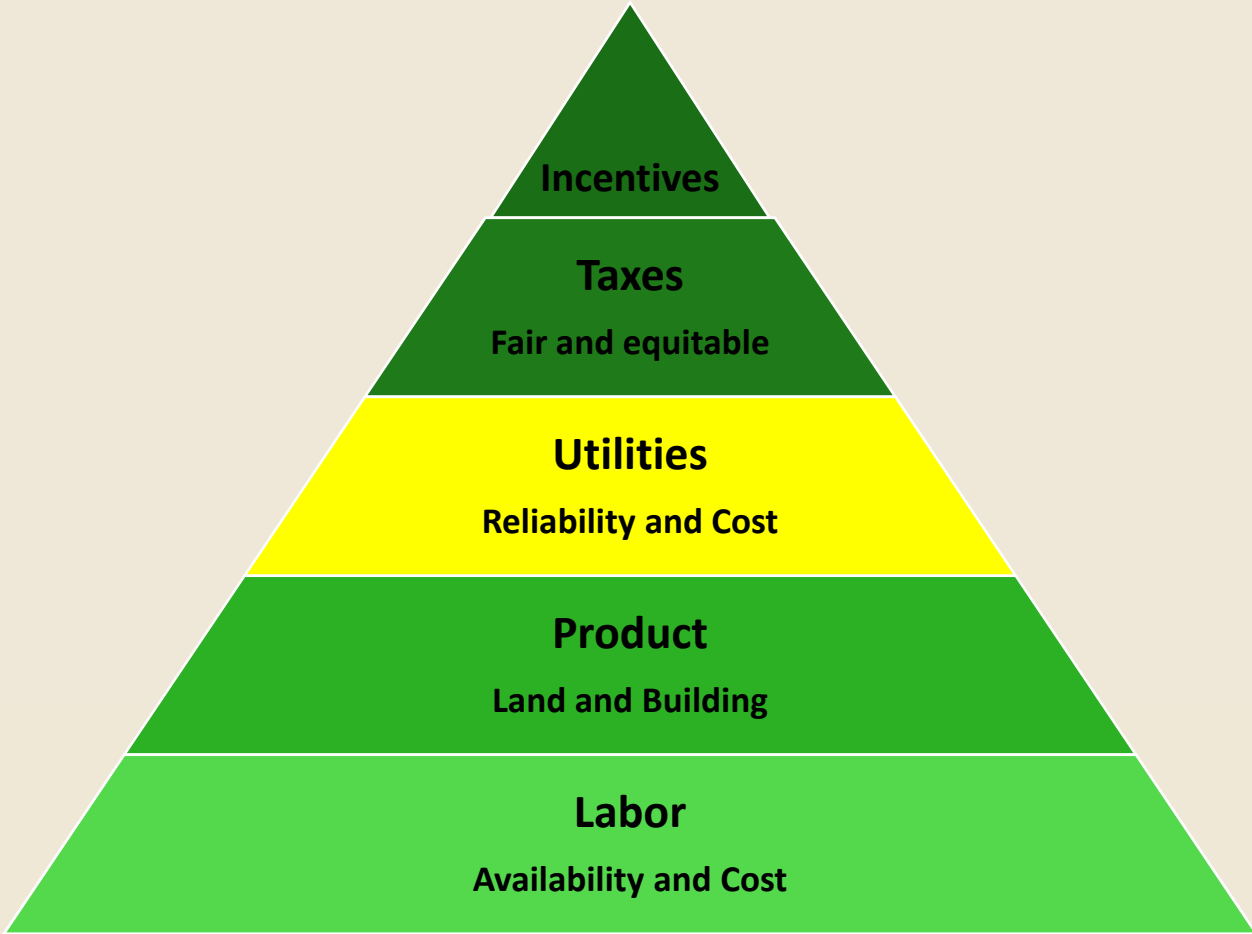 Incentives
Taxes
Fair and equitable
Utilities
Reliability and Cost
Product
Land and Building
Labor
Availability and Cost